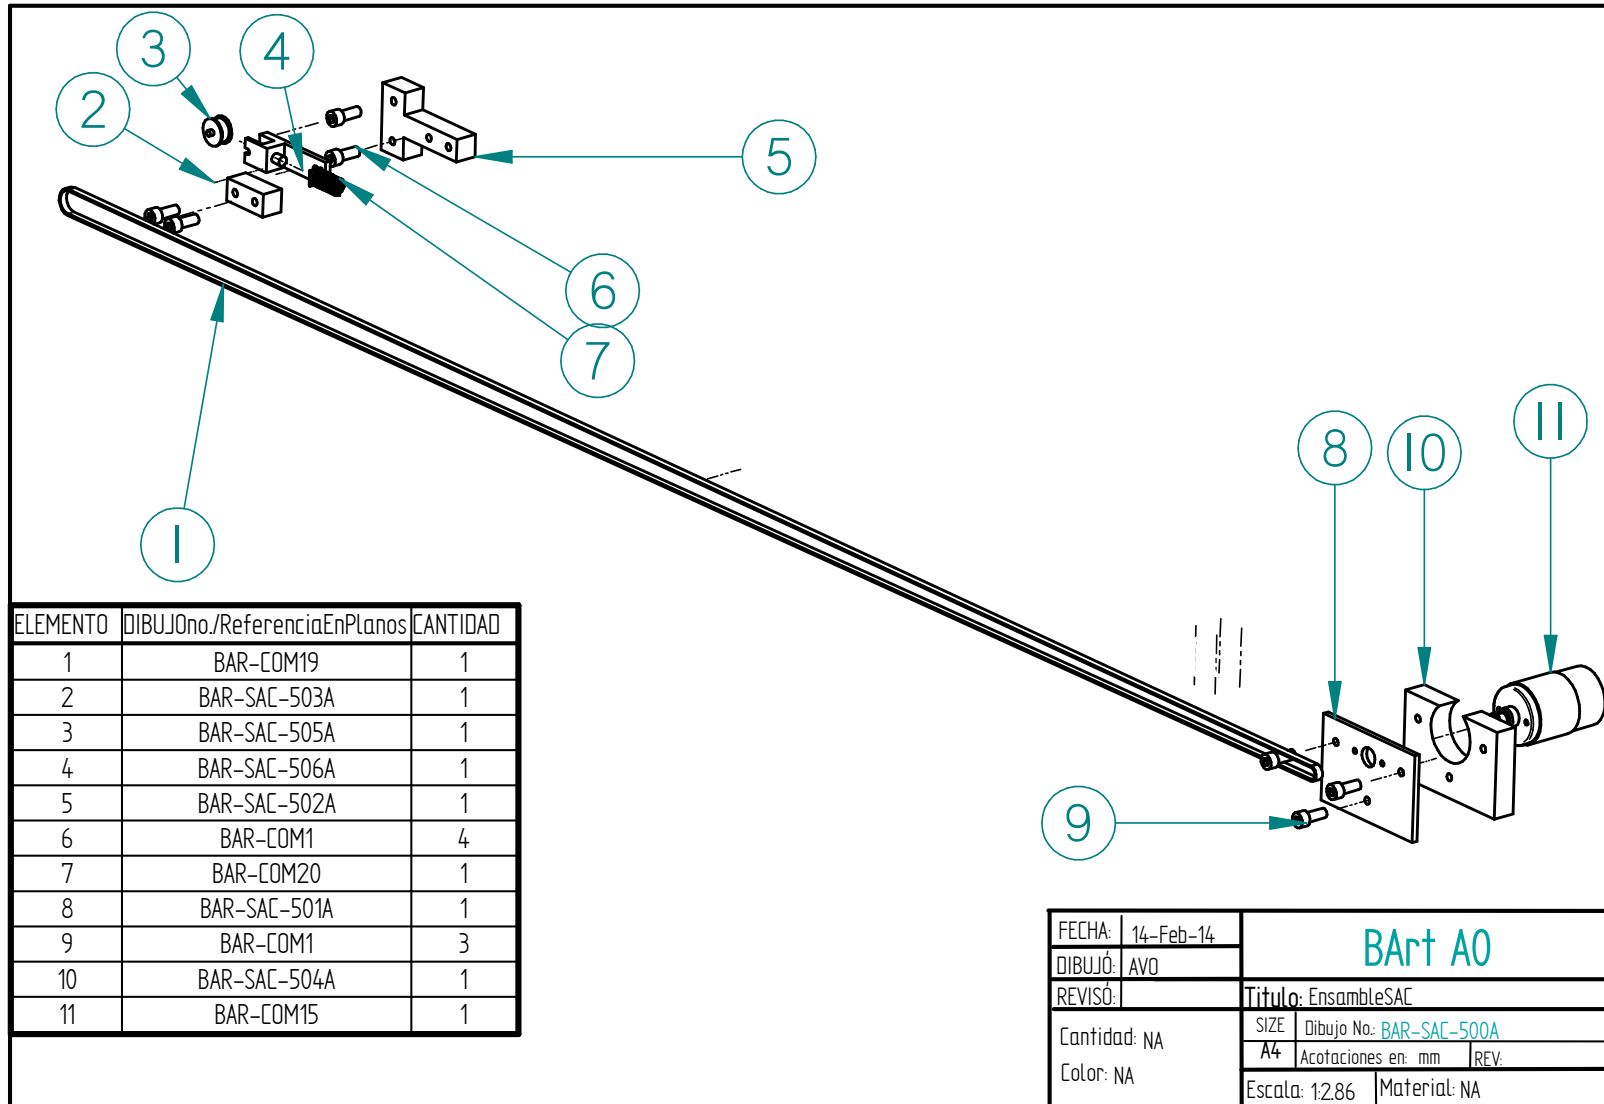 3
4
2
5
6
7
1
8
10
11
9
ELEMENTO DIBUJOno./ReferenciaEnPlanos CANTIDAD
1 BAR-COM19 1
2 BAR-SAC-503A 1
3 BAR-SAC-505A 1
4 BAR-SAC-506A 1
5 BAR-SAC-502A 1
6 BAR-COM1 4
7 BAR-COM20 1
8 BAR-SAC-501A 1
9 BAR-COM1 3
10 BAR-SAC-504A 1
11 BAR-COM15 1
FECHA: 14-Feb-14
DIBUJÓ: AVO
REVISÓ:
Cantidad: NA
Color: NA
BArt A0
Titulo: EnsambleSAC
SIZE Dibujo No.: BAR-SAC-500A
A4 Acotaciones en: mm REV:
Escala: 1:2.86 Material: NA